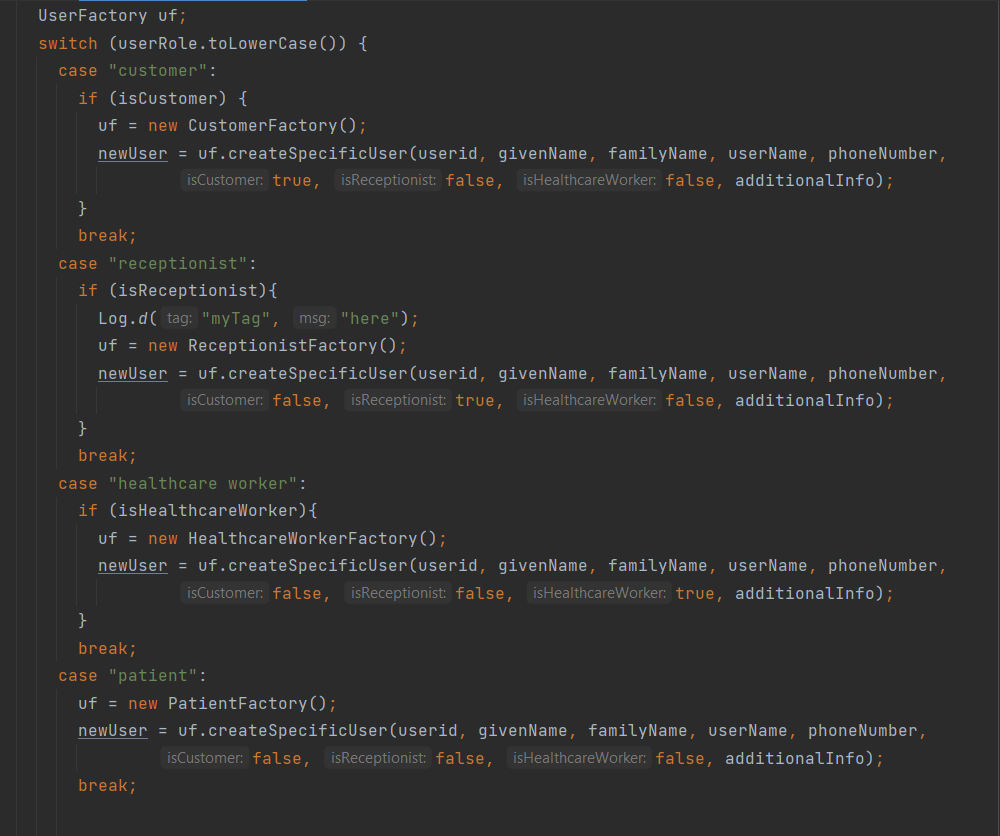 UserFactory uf;
switch (userRole.toLowerCase()) {
case "customer":
if (isCustomer) {
uf = new CustomerFactory();
newUser = uf.createSpecificUser(userid, givenName, familyName, userName, phoneNumber,
isCustomer: true, isReceptionist: false, isHealthcareWorker: false, additionalInfo);
}
break;
case "receptionist":
if (isReceptionist){
Log.d( tag: "myTag", msg: "here");
uf = new ReceptionistFactory();
newUser = uf.createSpecificUser(userid, givenName, familyName, userName, phoneNumber,
isCustomer: false, isReceptionist: true, isHealthcareWorker: false, additionalInfo);
}
break;
case "healthcare worker":
if (isHealthcareWorker){
uf = new HealthcareWorkerFactory();
newUser = uf.createSpecificUser(userid, givenName, familyName, userName, phoneNumber,
isCustomer: false, isReceptionist: false, isHealthcareWorker: true, additionalInfo);
}
break;
case "patient":
uf = new PatientFactory();
newUser = uf.createSpecificUser(userid, givenName, familyName, userName, phoneNumber,
isCustomer: false, isReceptionist: false, isHealthcareWorker: false, additionalInfo);
break;